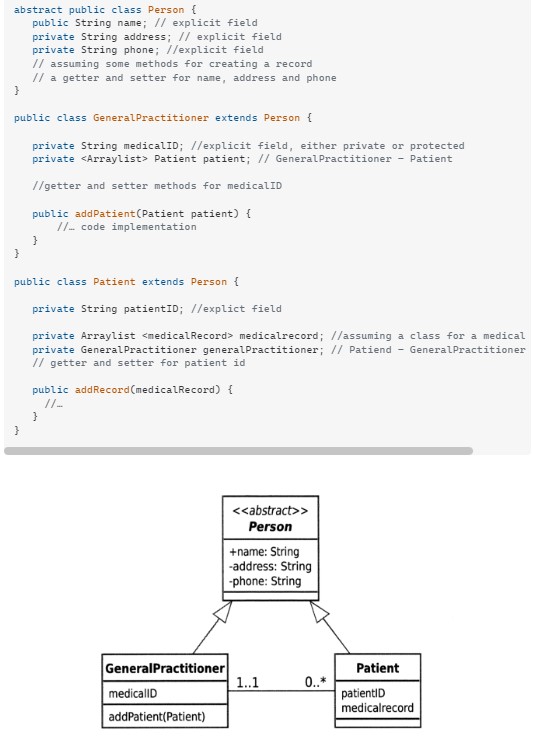 abstract public class Person {
public String name; // explicit field
private String address; // explicit field
private String phone; //explicit field
// assuming some methods for creating a record
// a getter and setter for name, address and phone
}
public class GeneralPractitioner extends Person {
private String medicalID; //explicit field, either private or protected
private <Arraylist> Patient patient; // GeneralPractitioner – Patient
//getter and setter methods for medicalID
public addPatient(Patient patient) {
//… code implementation
}
}
public class Patient extends Person {
private String patientID; //explict field
private Arraylist <medicalRecord> medicalrecord; //assuming a class for a medical
private GeneralPractitioner generalPractitioner; // Patiend – GeneralPractitioner
// getter and setter for patient id
public addRecord(medicalRecord) {
//…
}
}
<<abstract>>
Person
+name: String
-address: String
-phone: String
GeneralPractitioner
medicalID
addPatient(Patient)
1..1
0..*
Patient
patientID
medicalrecord